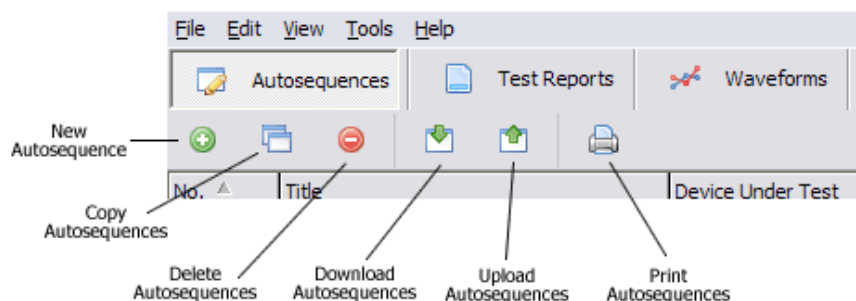 File Edit View Tools Help
Autosequences Test Reports Waveforms
New
Autosequence
No. Title Device Under Test
Copy
Autosequences
Delete
Autosequences
Download
Autosequences
Upload
Autosequences
Print
Autosequences